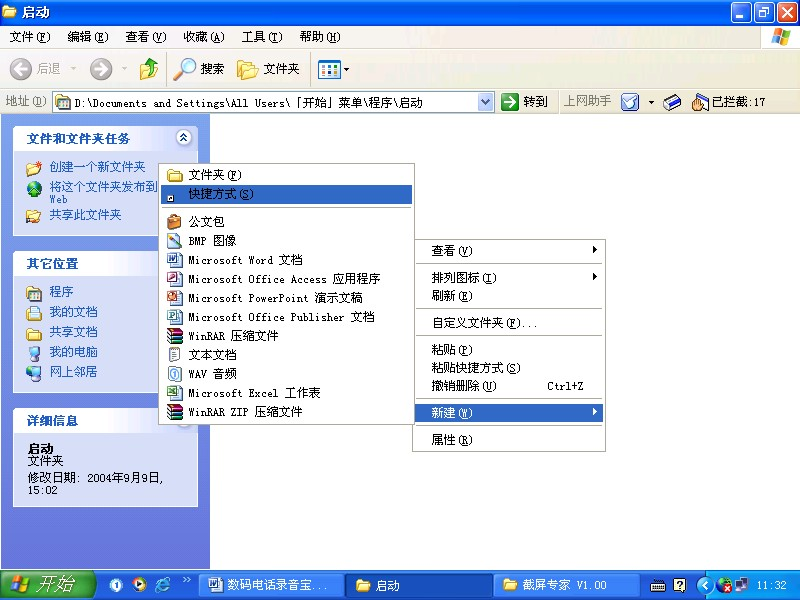 启动
文件(F) 编辑(E) 查看(V) 收藏(A) 工具(T) 帮助(H)
后退 搜索 文件夹
地址(D) D:\Documents and Settings\All Users\「开始」菜单\程序\启动 转到 上网助手 已拦截:17
文件和文件夹任务
创建一个新文件夹
将这个文件夹发布到
Web
共享此文件夹
其它位置
程序
我的文档
共享文档
我的电脑
网上邻居
详细信息
启动
文件夹
修改日期: 2004年9月9日,
15:02
文件夹(F)
快捷方式(S)
公文包
BMP 图像
Microsoft Word 文档
Microsoft Office Access 应用程序
Microsoft PowerPoint 演示文稿
Microsoft Office Publisher 文档
WinRAR 压缩文件
文本文档
WAV 音频
Microsoft Excel 工作表
WinRAR ZIP 压缩文件
查看(V)
排列图标(I)
刷新(E)
自定义文件夹(F)...
粘贴(P)
粘贴快捷方式(S)
撤销删除(U) Ctrl+Z
新建(W)
属性(R)
开始 数码电话录音宝... 启动 截屏专家 V1.00 11:32